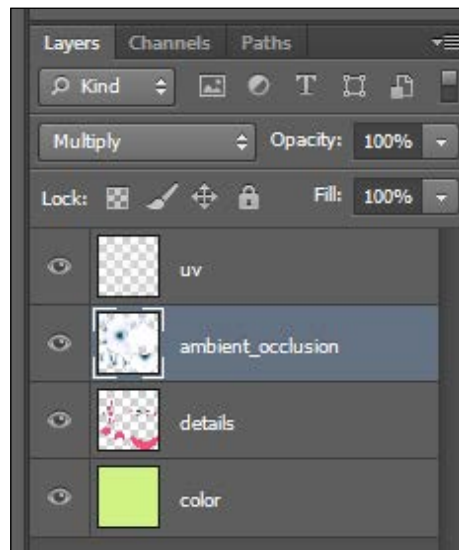 Layers Channels Paths
Kind T
Multiply Opacity: 100%
Lock: Fill: 100%
uv
ambient_occlusion
details
color